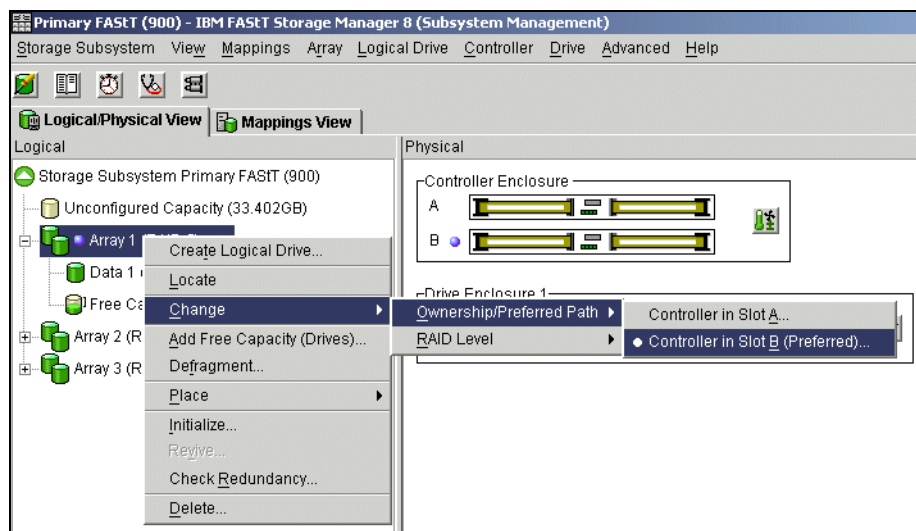 Primary FAStT (900) - IBM FAStT Storage Manager 8 (Subsystem Management)
Storage Subsystem View Mappings Array Logical Drive Controller Drive Advanced Help
Logical/Physical View Mappings View
Logical
Physical
Storage Subsystem Primary FAStT (900)
Unconfigured Capacity (33.402GB)
Array 1
Data 1
Free Ca
Array 2 (R
Array 3 (R
Create Logical Drive...
Locate
Change
Add Free Capacity (Drives)...
Defragment...
Place
Initialize...
Revive...
Check Redundancy...
Delete...
Ownership/Preferred Path
RAID Level
Controller in Slot A...
Controller in Slot B (Preferred)...
Controller Enclosure
A
B
Drive Enclosure 1